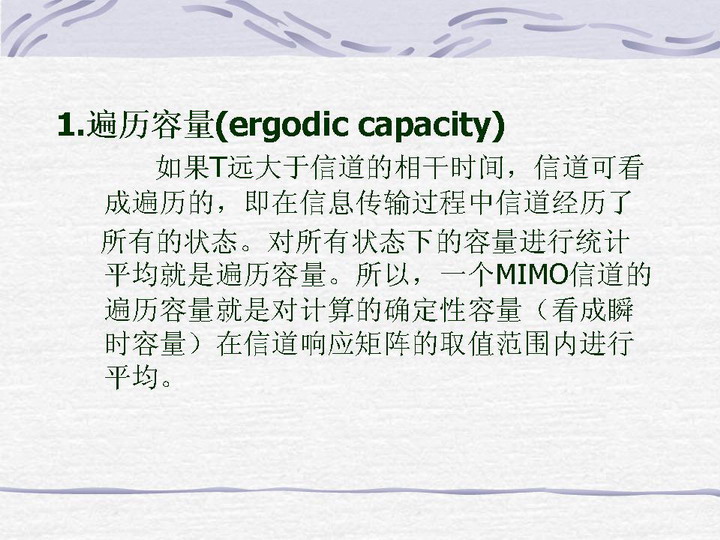 1.遍历容量(ergodic capacity)
如果T远大于信道的相干时间，信道可看
成遍历的，即在信息传输过程中信道经历了
所有的状态。对所有状态下的容量进行统计
平均就是遍历容量。所以，一个MIMO信道的
遍历容量就是对计算的确定性容量（看成瞬
时容量）在信道响应矩阵的取值范围内进行
平均。